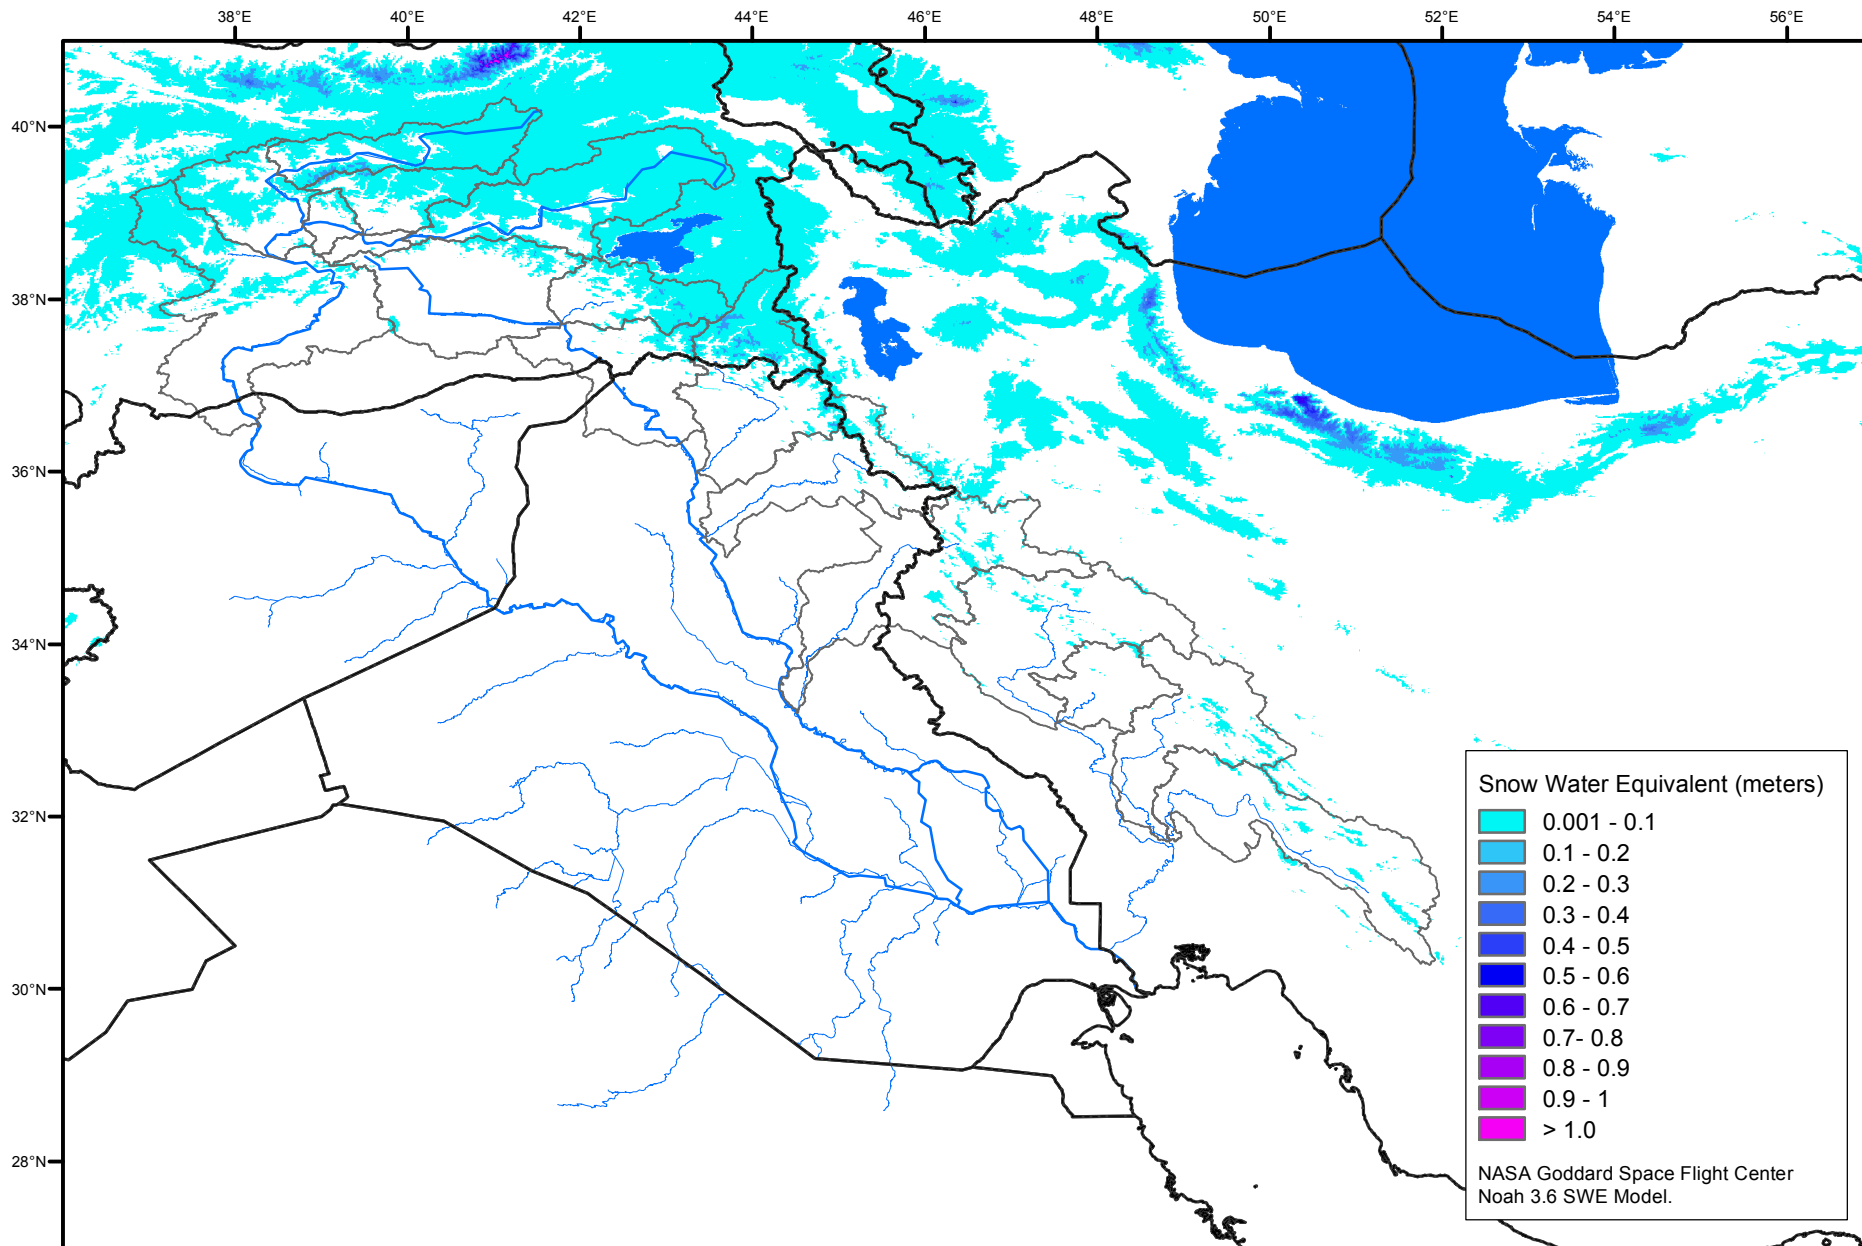 38°E 40°E 42°E 44°E 46°E 48°E 50°E 52°E 54°E 56°E
40°N
38°N
36°N
34°N
32°N
30°N
28°N
Snow Water Equivalent (meters)
0.001 - 0.1
0.1 - 0.2
0.2 - 0.3
0.3 - 0.4
0.4 - 0.5
0.5 - 0.6
0.6 - 0.7
0.7- 0.8
0.8 - 0.9
0.9 - 1
> 1.0
NASA Goddard Space Flight Center
Noah 3.6 SWE Model.